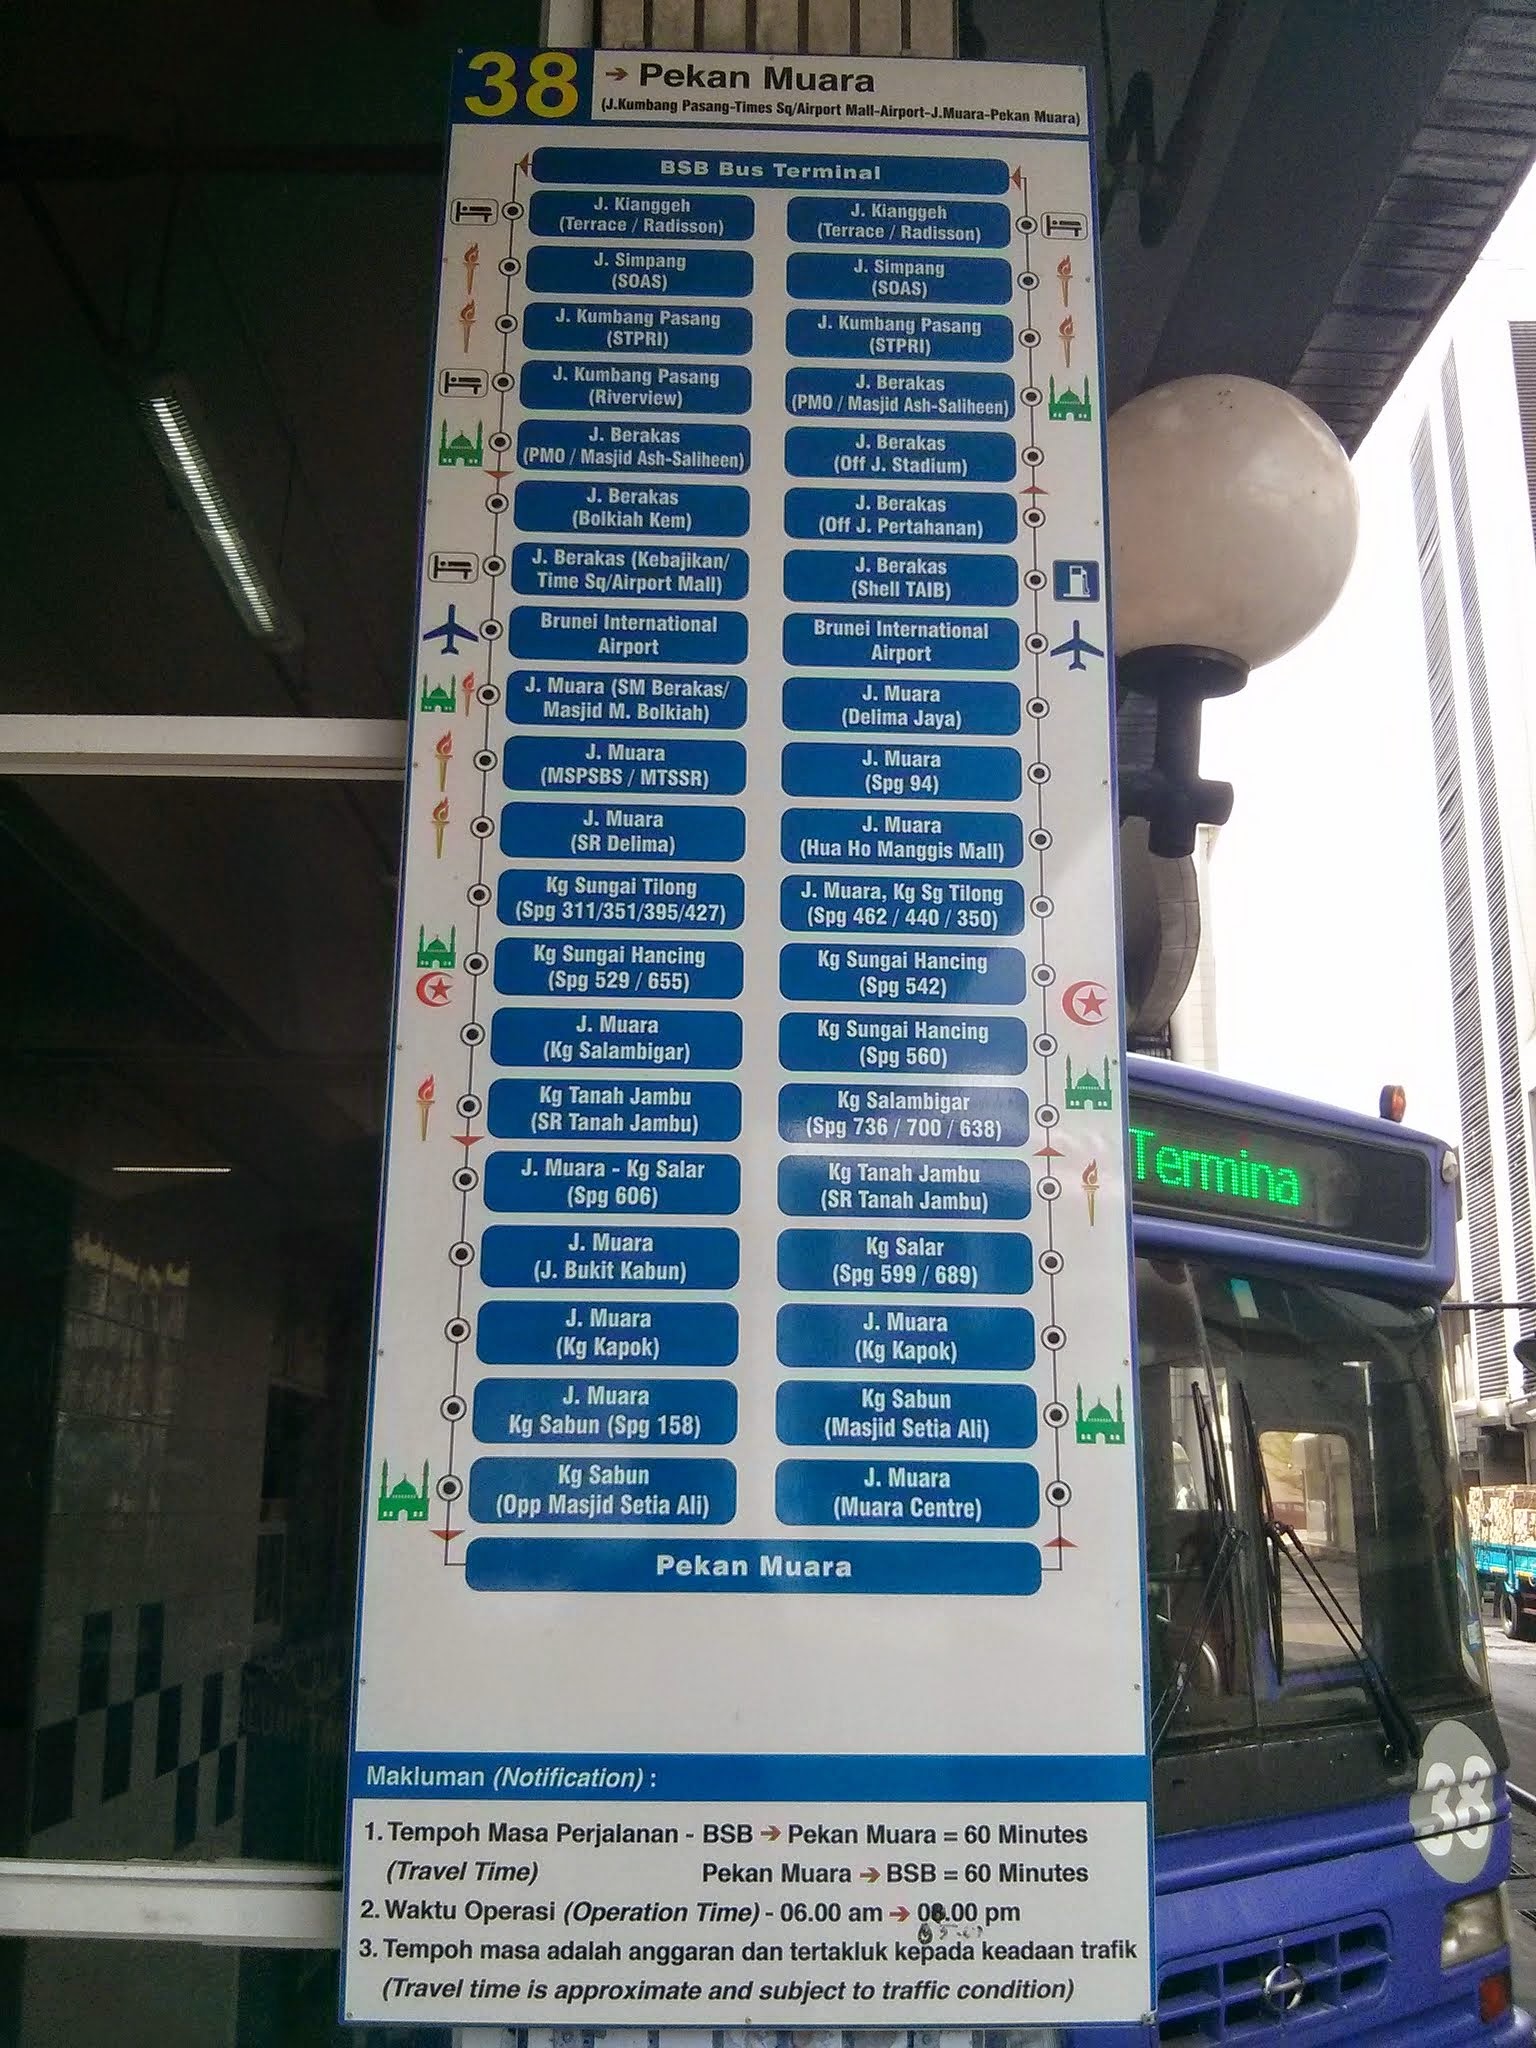 38
→ Pekan Muara
(J.Kumbang Pasang-Times Sq/Airport Mall-Airport-J.Muara-Pekan Muara)
BSB Bus Terminal
J. Kianggeh
(Terrace / Radisson)
J. Simpang
(SOAS)
J. Kumbang Pasang
(STPRI)
J. Kumbang Pasang
(Riverview)
J. Berakas
(PMO / Masjid Ash-Saliheen)
J. Berakas
(Bolkiah Kem)
J. Berakas (Kebajikan/
Time Sq/Airport Mall)
Brunei International
Airport
J. Muara (SM Berakas/
Masjid M. Bolkiah)
J. Muara
(MSPSBS / MTSSR)
J. Muara
(SR Delima)
Kg Sungai Tilong
(Spg 311/351/395/427)
Kg Sungai Hancing
(Spg 529 / 655)
J. Muara
(Kg Salambigar)
Kg Tanah Jambu
(SR Tanah Jambu)
J. Muara - Kg Salar
(Spg 606)
J. Muara
(J. Bukit Kabun)
J. Muara
(Kg Kapok)
J. Muara
Kg Sabun (Spg 158)
Kg Sabun
(Opp Masjid Setia Ali)
J. Kianggeh
(Terrace / Radisson)
J. Simpang
(SOAS)
J. Kumbang Pasang
(STPRI)
J. Berakas
(PMO / Masjid Ash-Saliheen)
J. Berakas
(Off J. Stadium)
J. Berakas
(Off J. Pertahanan)
J. Berakas
(Shell TAIB)
Brunei International
Airport
J. Muara
(Delima Jaya)
J. Muara
(Spg 94)
J. Muara
(Hua Ho Manggis Mall)
J. Muara, Kg Sg Tilong
(Spg 462 / 440 / 350)
Kg Sungai Hancing
(Spg 542)
Kg Sungai Hancing
(Spg 560)
Kg Salambigar
(Spg 736 / 700 / 638)
Kg Tanah Jambu
(SR Tanah Jambu)
Kg Salar
(Spg 599 / 689)
J. Muara
(Kg Kapok)
Kg Sabun
(Masjid Setia Ali)
J. Muara
(Muara Centre)
Pekan Muara
Makluman (Notification) :
1. Tempoh Masa Perjalanan - BSB → Pekan Muara = 60 Minutes
(Travel Time) Pekan Muara → BSB = 60 Minutes
2. Waktu Operasi (Operation Time) - 06.00 am → 08.00 pm
3. Tempoh masa adalah anggaran dan tertakluk kepada keadaan trafik
(Travel time is approximate and subject to traffic condition)
Termina
38